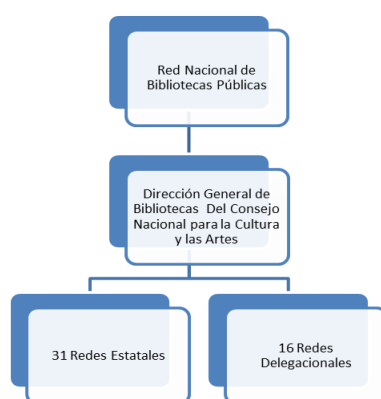 Red Nacional de
Bibliotecas Públicas
Dirección General de
Bibliotecas Del Consejo
Nacional para la Cultura
y las Artes
31 Redes Estatales
16 Redes
Delegacionales